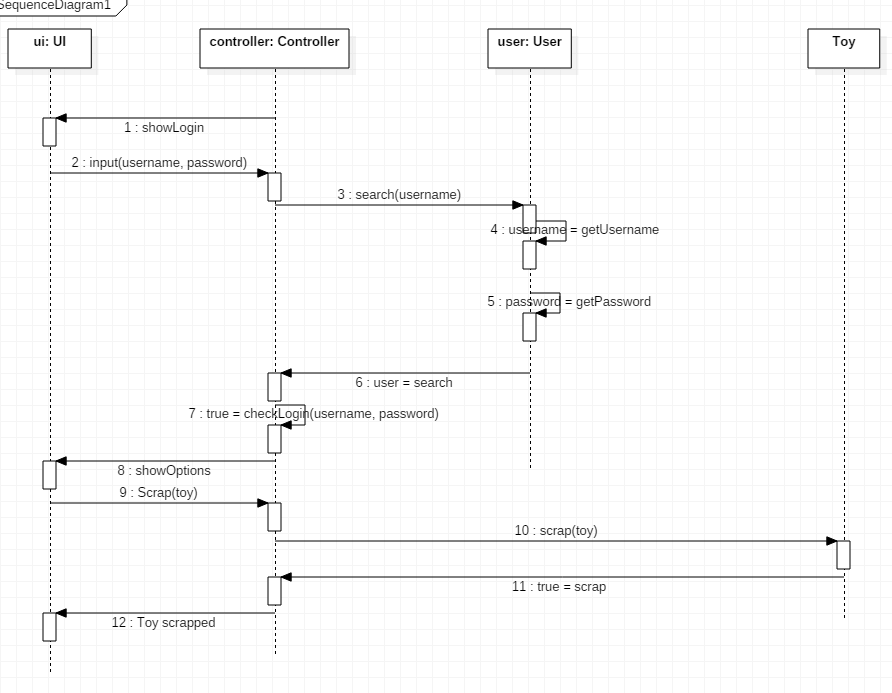 SequenceDiagram1
ui: UI
controller: Controller
user: User
Toy
1 : showLogin
2 : input(username, password)
3 : search(username)
4 : username = getUsername
5 : password = getPassword
6 : user = search
7 : true = checkLogin(username, password)
8 : showOptions
9 : Scrap(toy)
10 : scrap(toy)
11 : true = scrap
12 : Toy scrapped